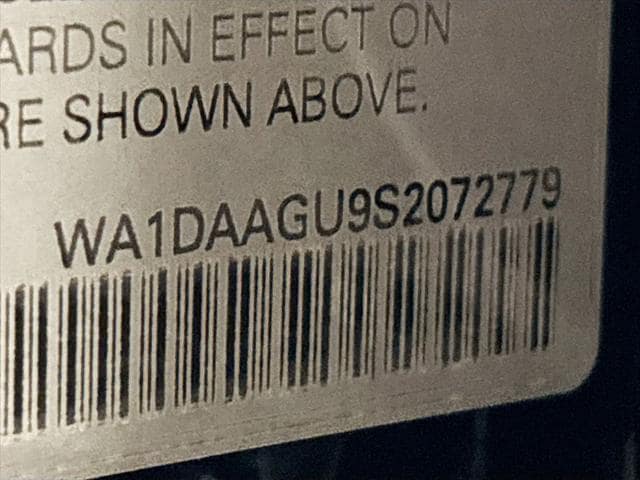 ARDS IN EFFECT ON
RE SHOWN ABOVE.
WA1DAAGU9S2072779